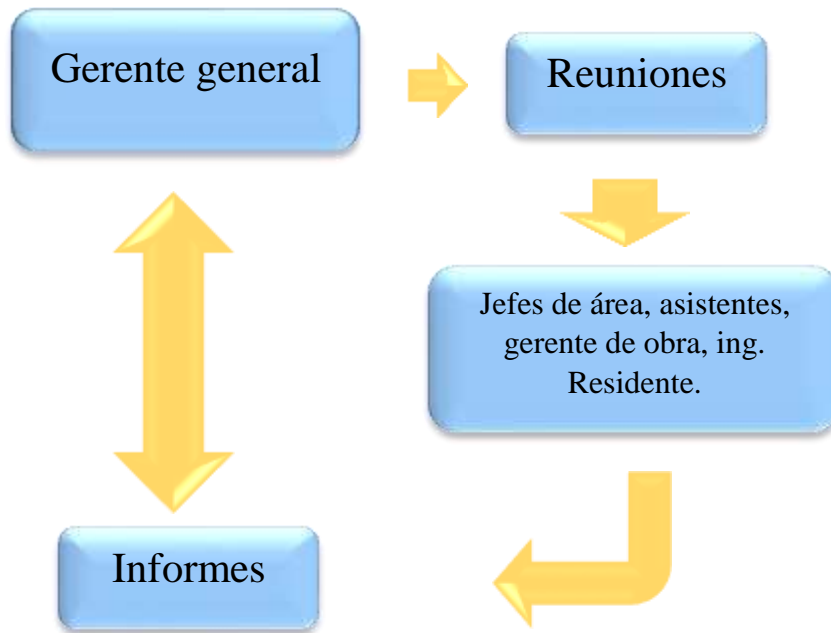 Gerente general
Reuniones
Jefes de área, asistentes,
gerente de obra, ing.
Residente.
Informes